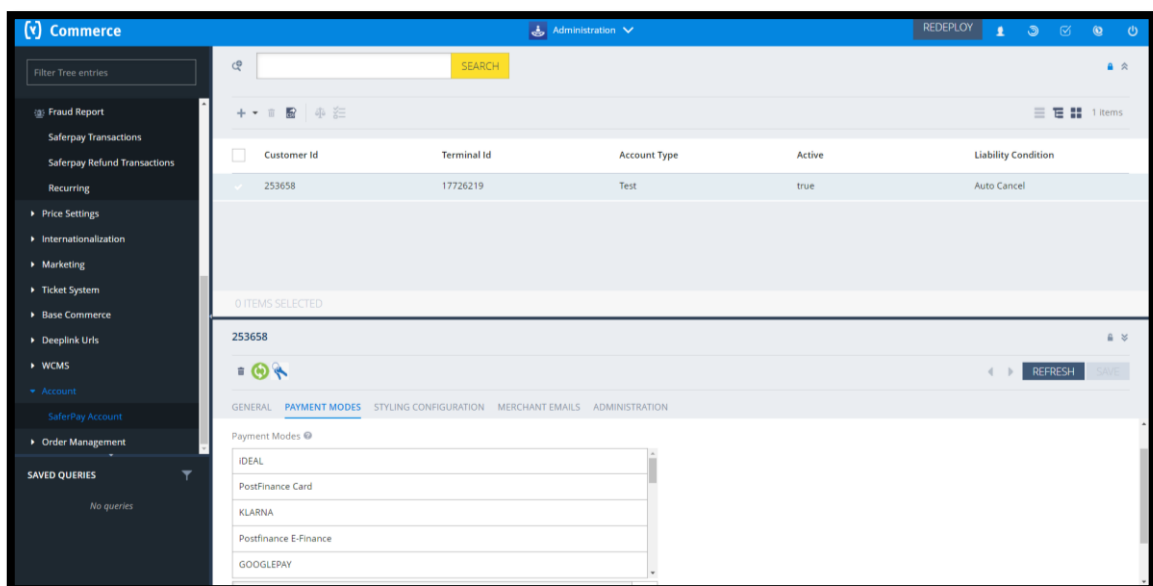 (y) Commerce
Administration
REDEPLOY
Filter Tree entries
Fraud Report
Saferpay Transactions
Saferpay Refund Transactions
Recurring
Price Settings
Internationalization
Marketing
Ticket System
Base Commerce
Deeplink Urls
WCMS
Account
SaferPay Account
Order Management
SAVED QUERIES
No queries
SEARCH
1 items
Customer Id Terminal Id Account Type Active Liability Condition
253658 17726219 Test true Auto Cancel
0 ITEMS SELECTED
253658
REFRESH SAVE
GENERAL PAYMENT MODES STYLING CONFIGURATION MERCHANT EMAILS ADMINISTRATION
Payment Modes
iDEAL
PostFinance Card
KLARNA
Postfinance E-Finance
GOOGLEPAY